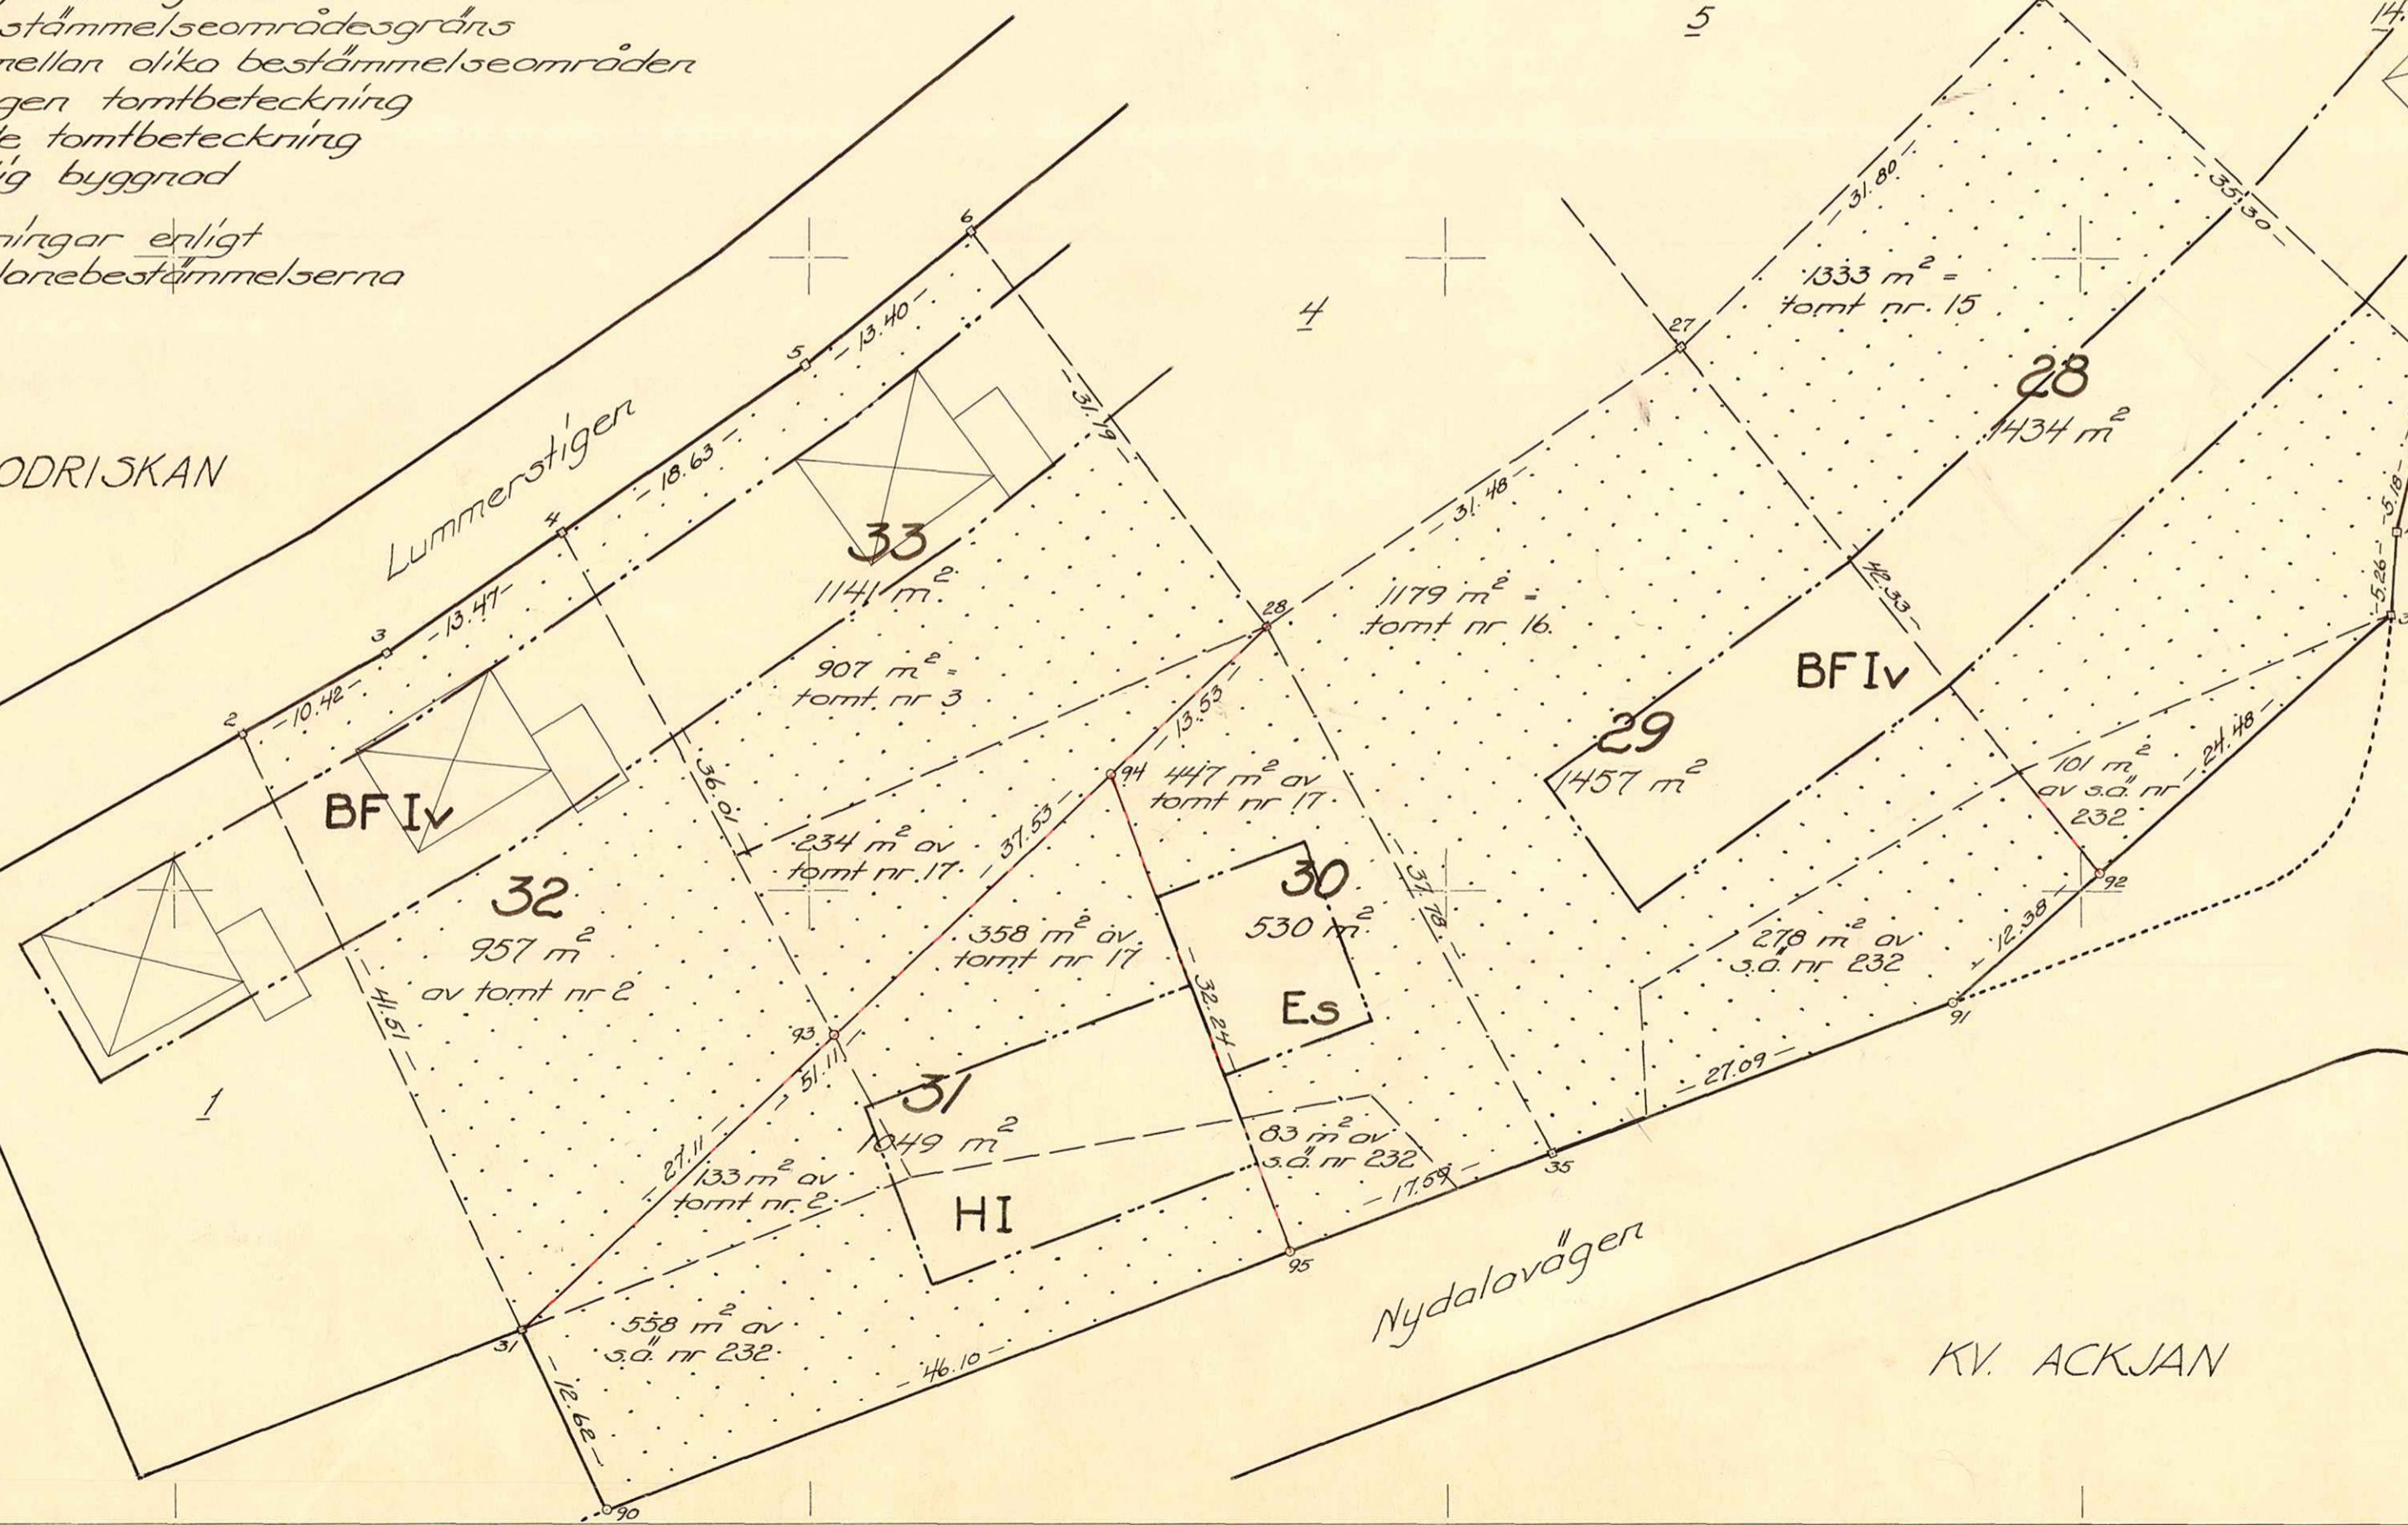 stämmelseområdesgräns
mellan olika bestämmelseområden
gen tomtbeteckning
de tomtbeteckning
ig byggnad
ningar enligt
lanebestämmelserna
5
14.
6
13.40
5
31.80
35.30
1333 m² =
tomt nr. 15
4
27
28
1434 m²
31.79
ODRISKAN
Lummerstigen
18.63
4
33
1141 m²
31.48
5.18
5.26
3
13.47
28
1179 m² =
tomt nr 16.
42.33
907 m² =
tomt. nr 3
BF Iv
2
10.42
13.53
29
1457 m²
24.48
101 m²
av s.ä. nr
232
36.01
94
447 m² av
tomt nr 17
BF Iv
37.53
234 m² av
tomt nr. 17
32
957 m²
av tomt nr 2
30
530 m²
37.78
92
12.38
358 m² av
tomt nr 17
278 m² av
s.ä. nr 232
41.51
32.24
Es
93
91
51.11
27.09
31
1049 m²
1
27.11
83 m² av
s.ä. nr 232
133 m² av
tomt nr. 2
17.59
35
HI
95
Nydalavägen
31
558 m² av
s.ä. nr 232
46.10
KV. ACKJAN
12.62
90